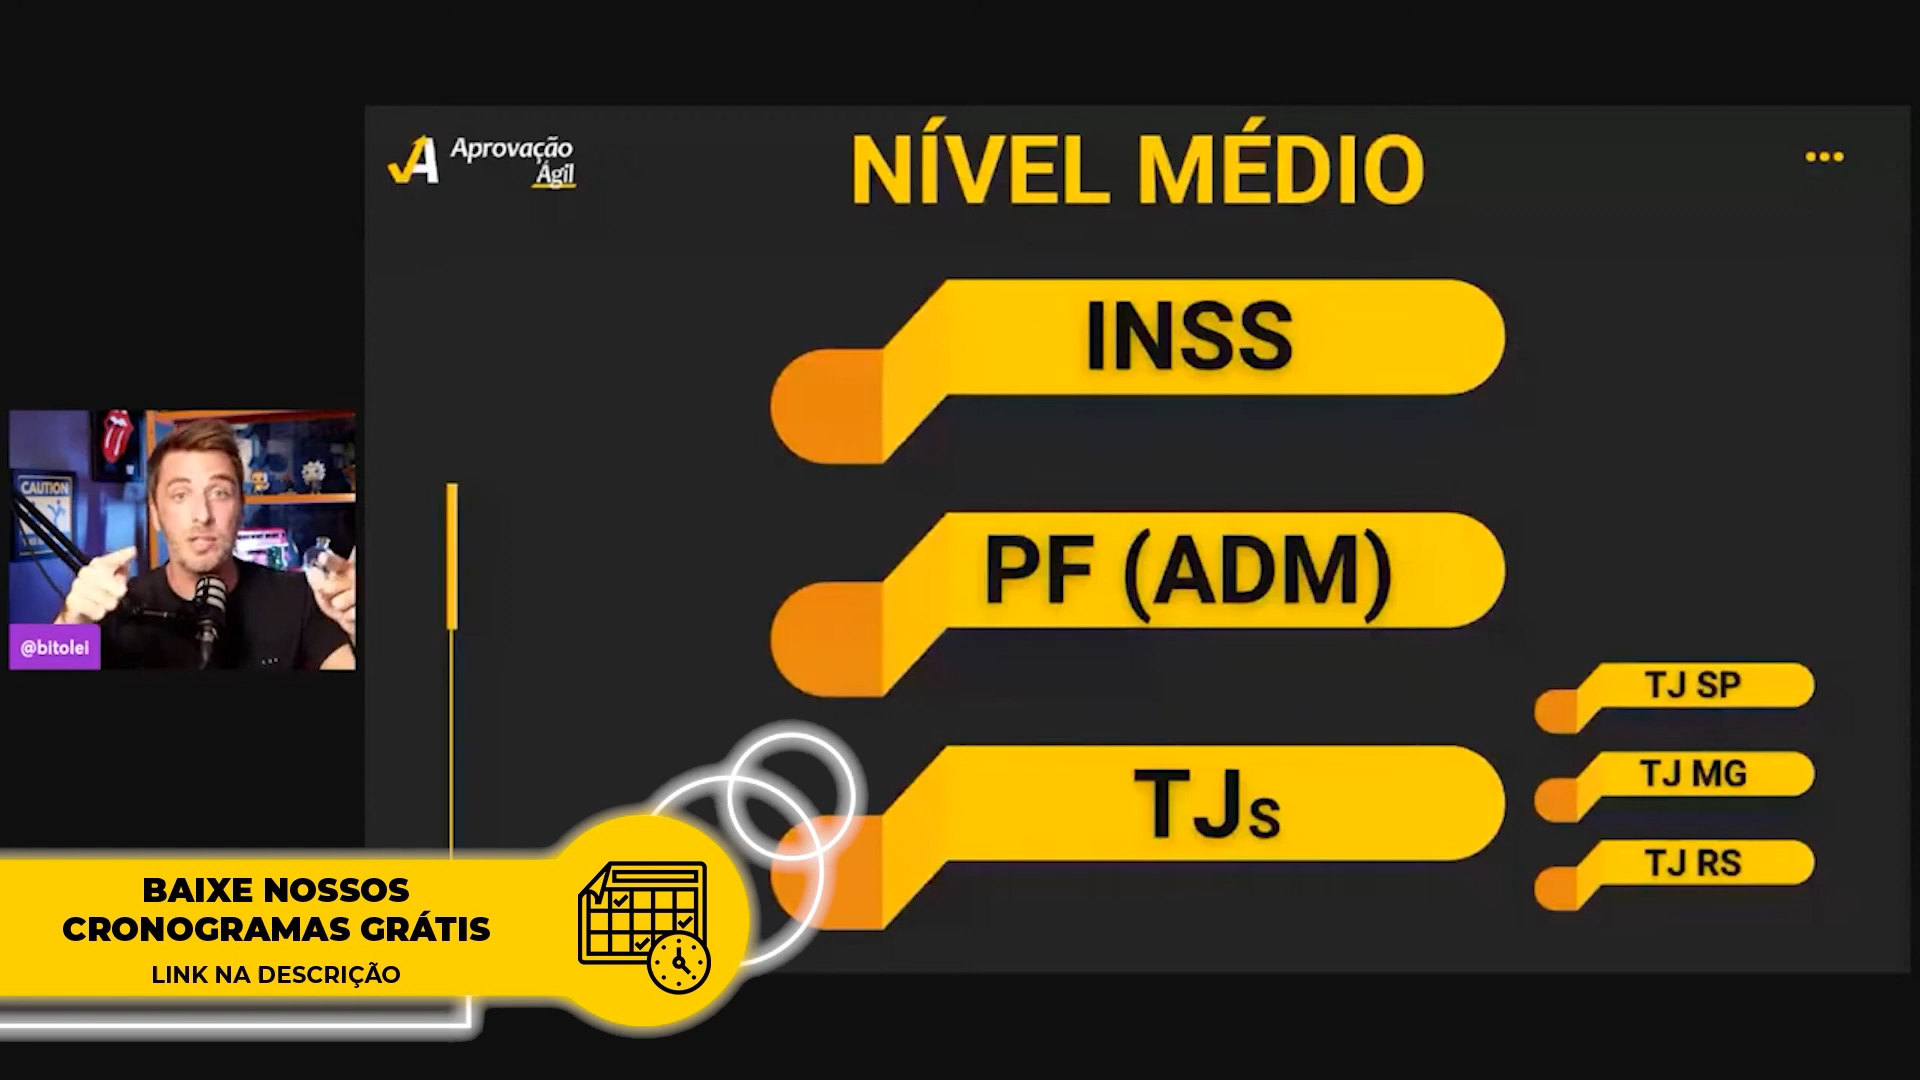 Aprovação
Ágil
NÍVEL MÉDIO
INSS
PF (ADM)
TJs
TJ SP
TJ MG
TJ RS
CAUTION
@bitolei
BAIXE NOSSOS
CRONOGRAMAS GRÁTIS
LINK NA DESCRIÇÃO